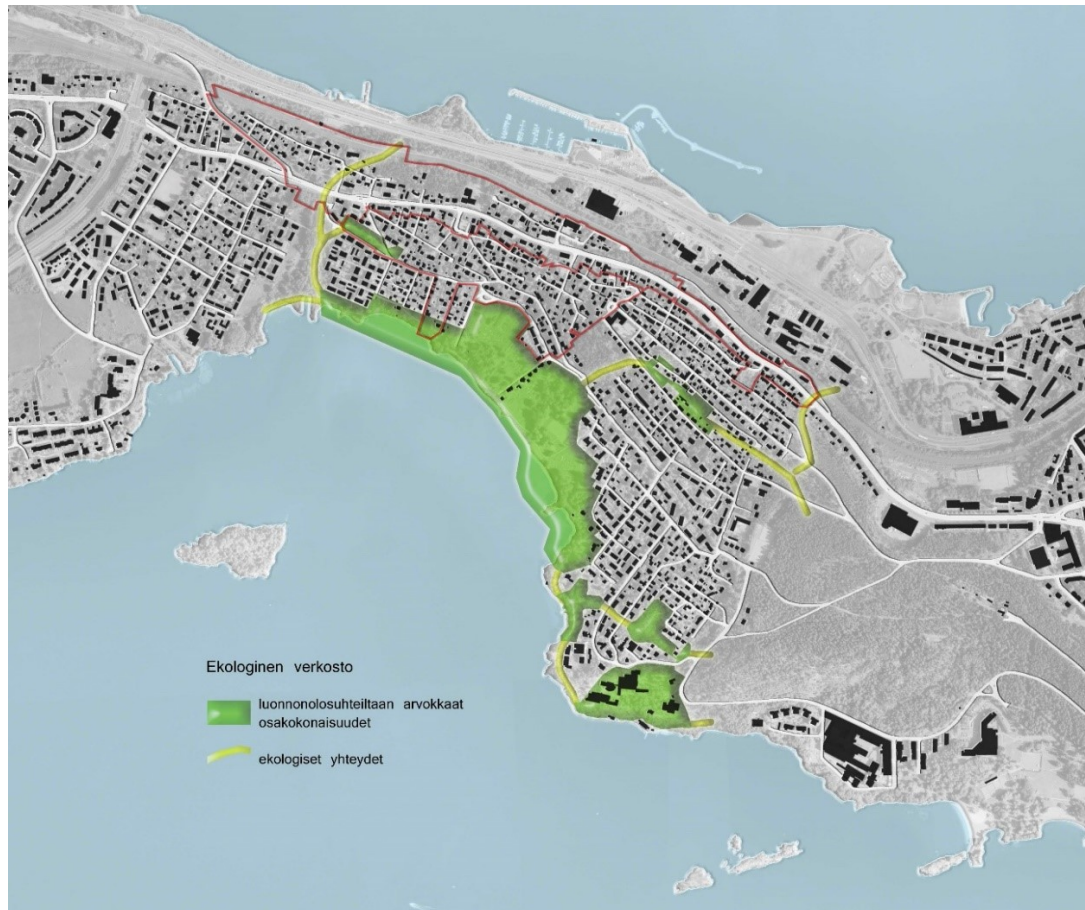 Ekologinen verkosto
luonnonolosuhteiltaan arvokkaat
osakokonaisuudet
ekologiset yhteydet